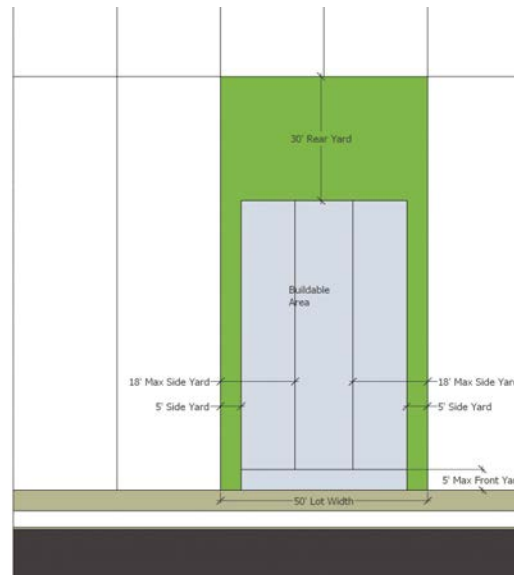 30' Rear Yard
Buildable
Area
18' Max Side Yard
18' Max Side Yard
5' Side Yard
5' Side Yard
5' Max Front Yar
50' Lot Width